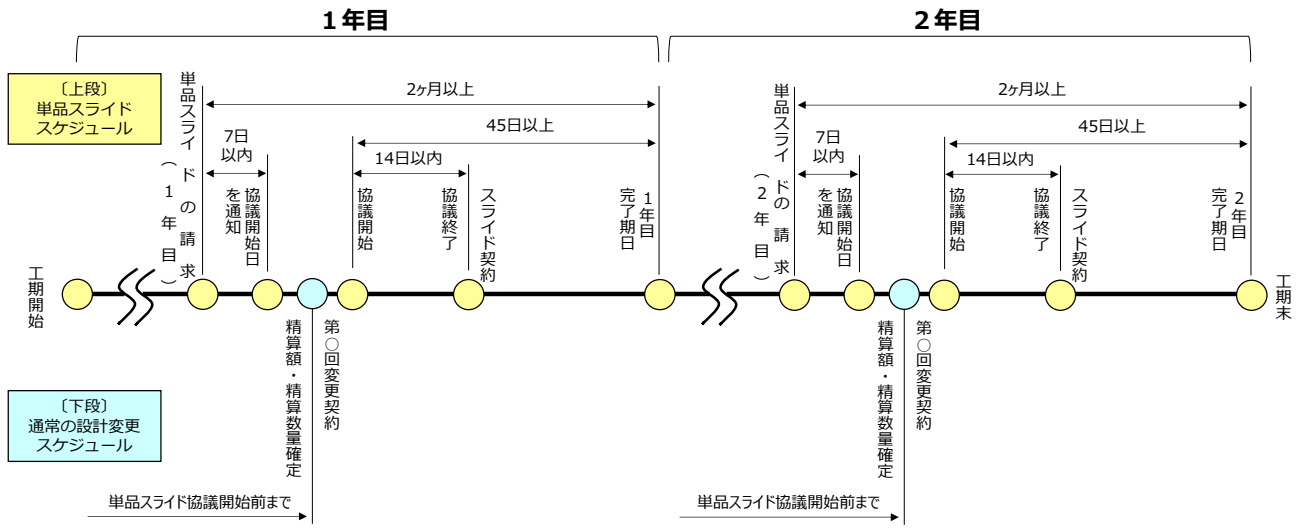 1年目
2年目
〔上段〕
単品スライド
スケジュール
単品スライドの請求
（1年目）
2ヶ月以上
45日以上
7日
以内
14日以内
協議開始日
を通知
協議開始
協議終了
スライド契約
1年目
完了期日
単品スライドの請求
（2年目）
2ヶ月以上
45日以上
7日
以内
14日以内
協議開始日
を通知
協議開始
協議終了
スライド契約
2年目
完了期日
工期開始
工期末
〔下段〕
通常の設計変更
スケジュール
第○回変更契約
精算額・精算数量確定
単品スライド協議開始前まで
第○回変更契約
精算額・精算数量確定
単品スライド協議開始前まで